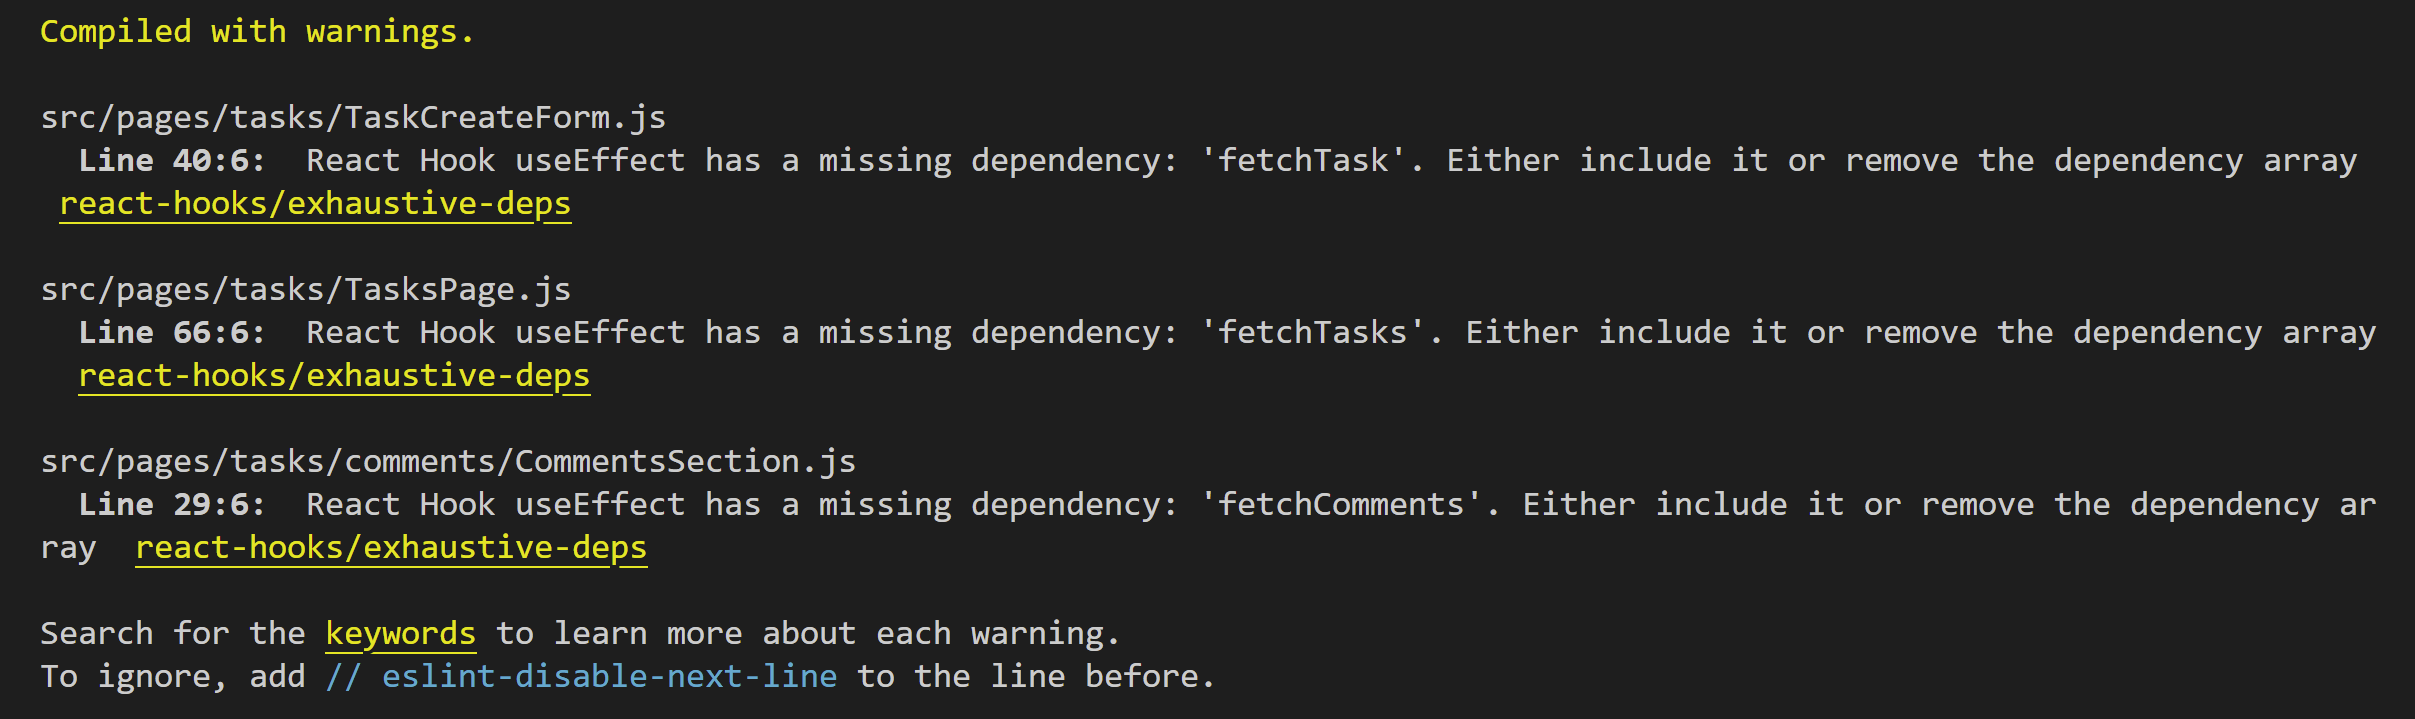 Compiled with warnings.
src/pages/tasks/TaskCreateForm.js
Line 40:6:  React Hook useEffect has a missing dependency: 'fetchTask'. Either include it or remove the dependency array
react-hooks/exhaustive-deps
src/pages/tasks/TasksPage.js
Line 66:6:  React Hook useEffect has a missing dependency: 'fetchTasks'. Either include it or remove the dependency array
react-hooks/exhaustive-deps
src/pages/tasks/comments/CommentsSection.js
Line 29:6:  React Hook useEffect has a missing dependency: 'fetchComments'. Either include it or remove the dependency ar
ray  react-hooks/exhaustive-deps
Search for the keywords to learn more about each warning.
To ignore, add // eslint-disable-next-line to the line before.